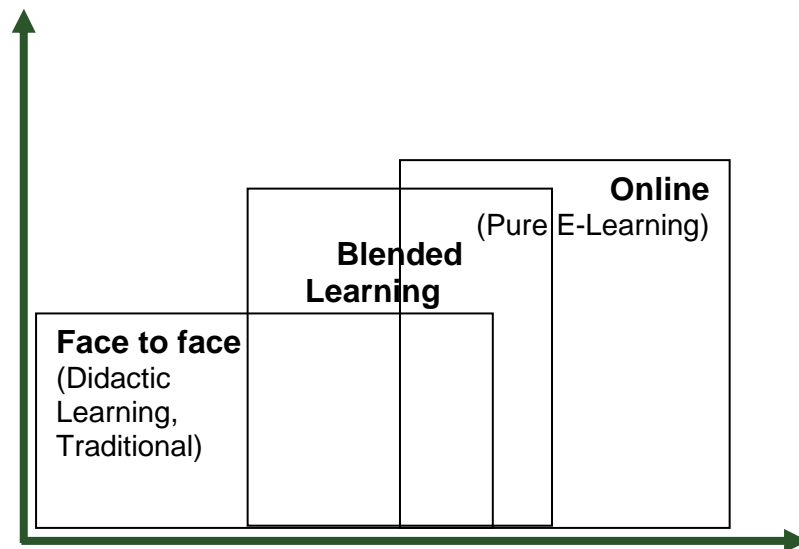 Online
(Pure E-Learning)
Blended
Learning
Face to face
(Didactic
Learning,
Traditional)